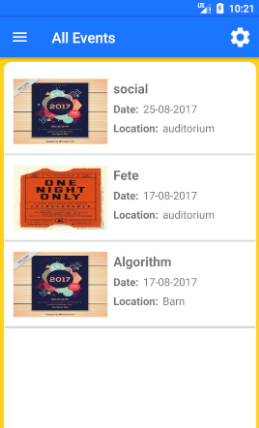 10:21
All Events
social
2017
Date: 25-08-2017
Location: auditorium
Fete
ONE
NIGHT
ONLY
Date: 17-08-2017
Location: auditorium
Algorithm
2017
Date: 17-08-2017
Location: Barn